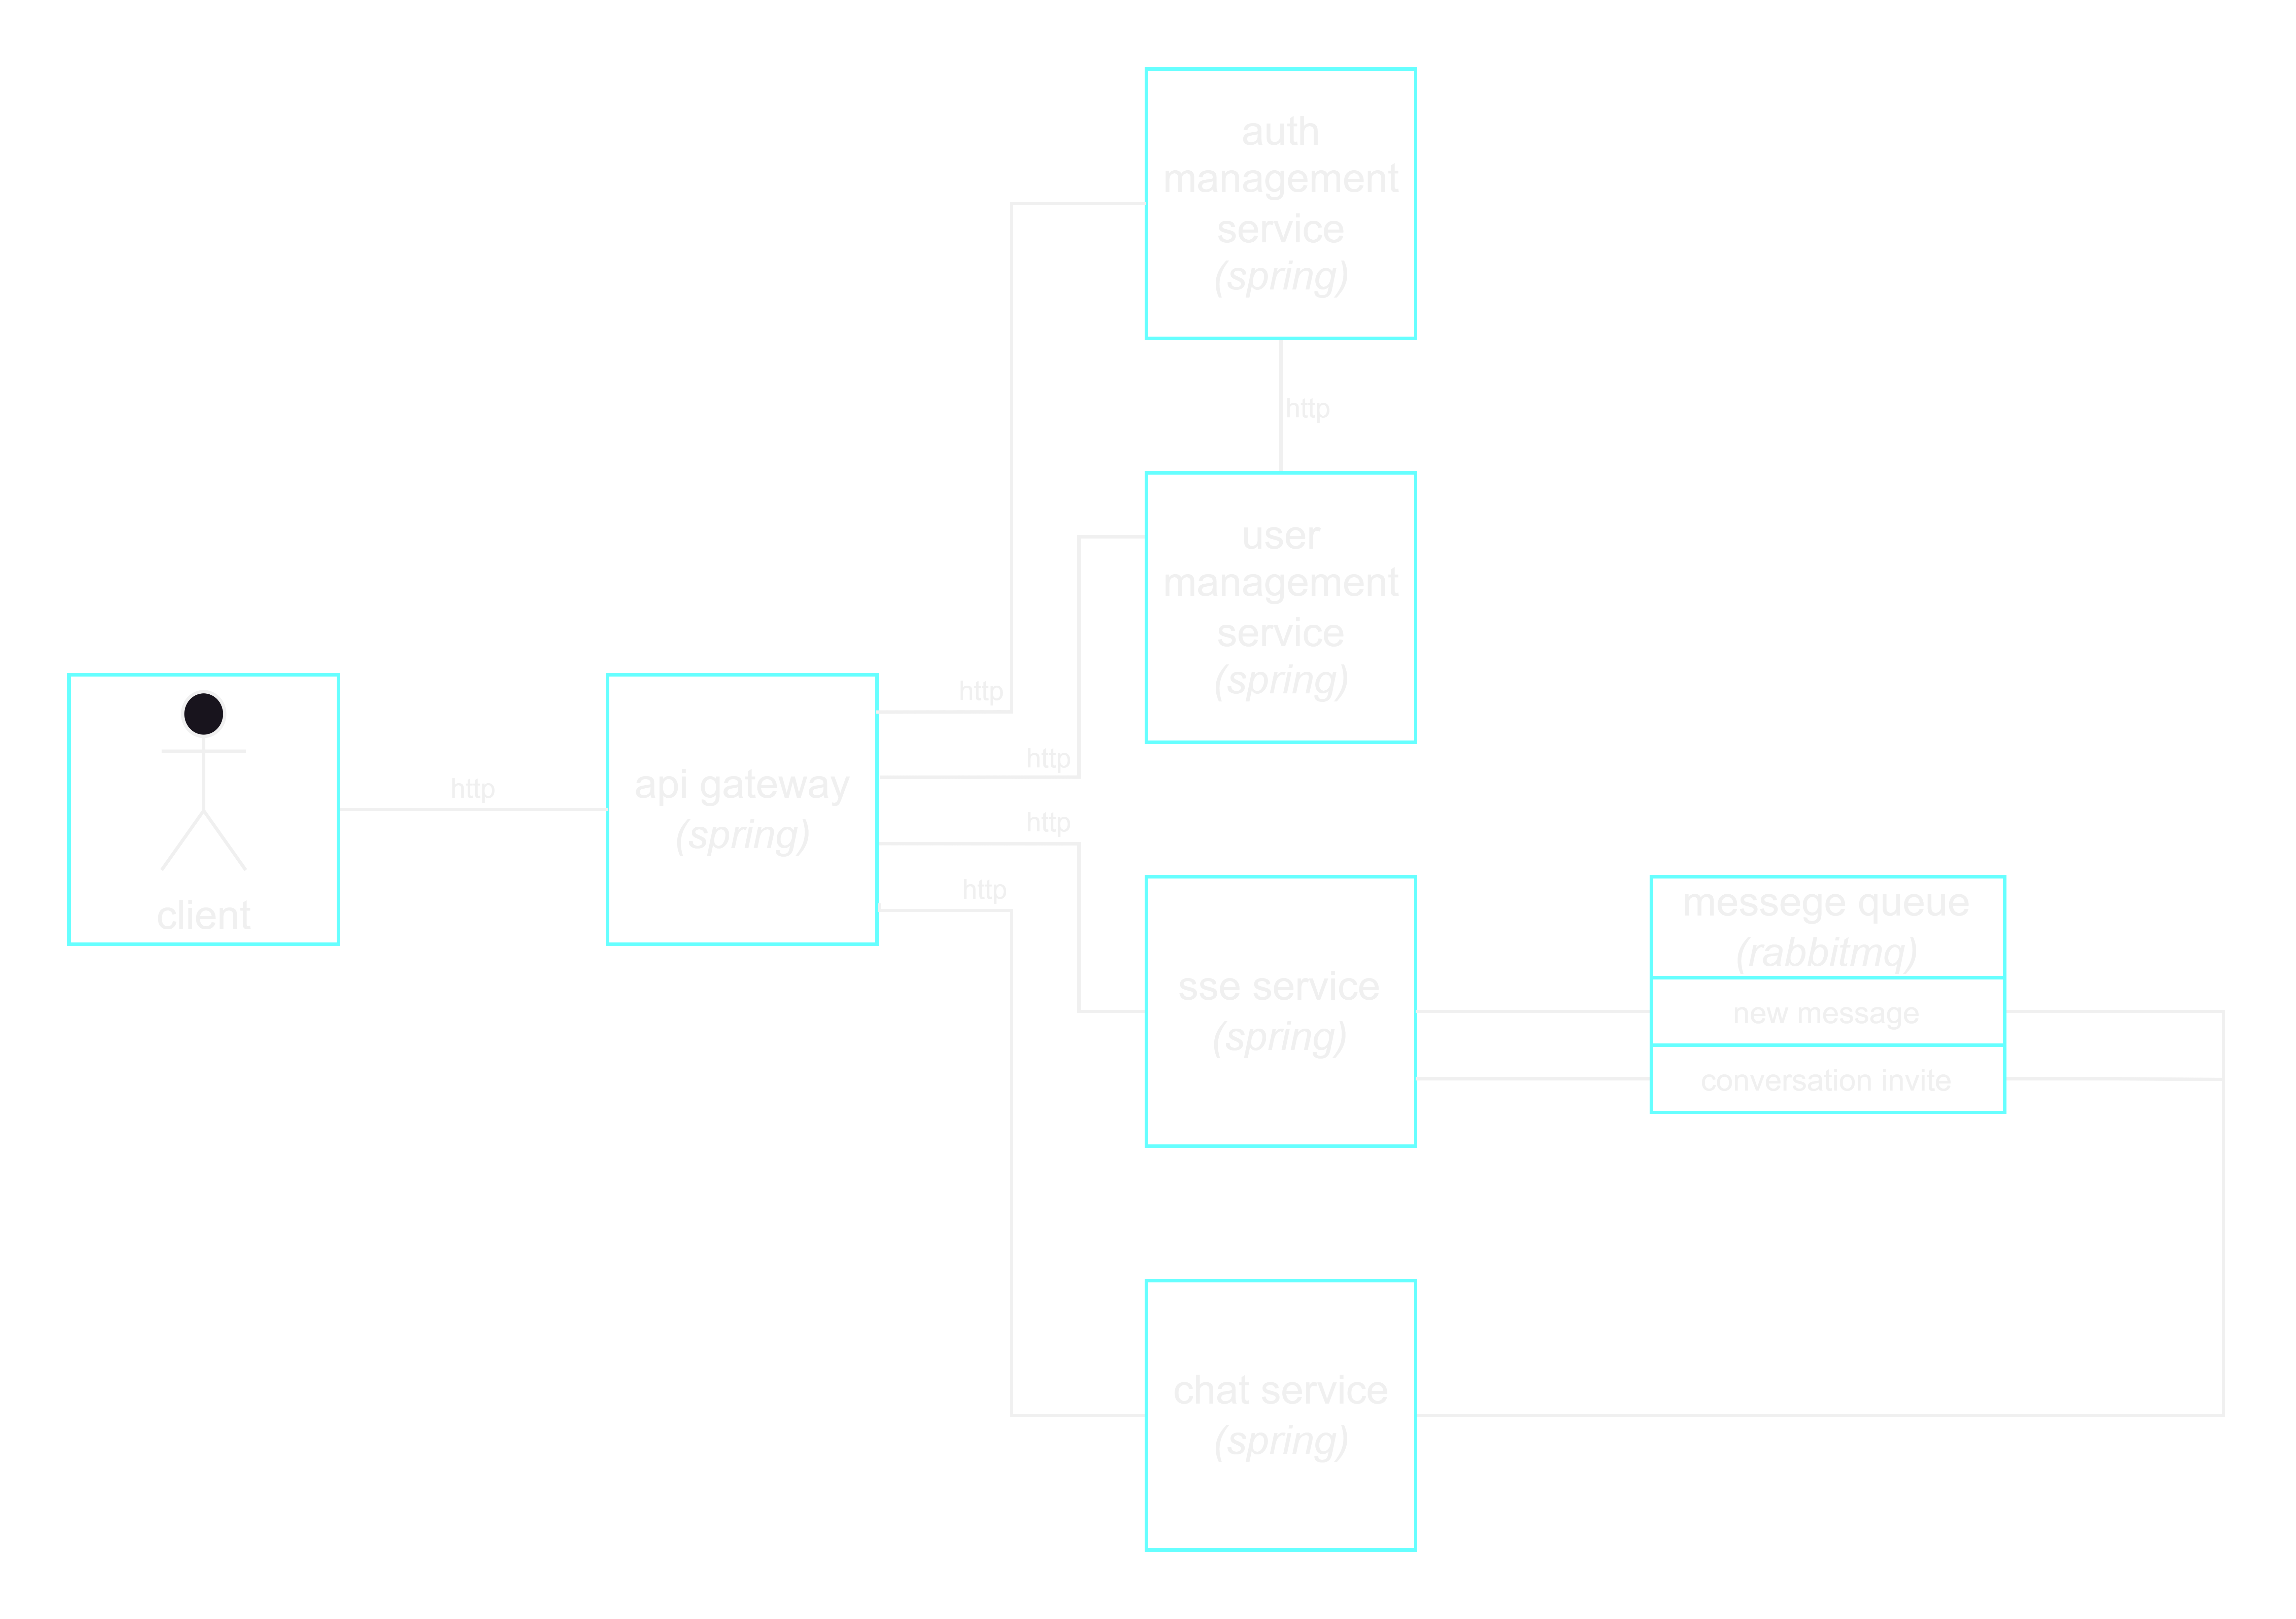 auth
management
service
(spring)
http
user
management
service
(spring)
http
http
http
http
http
client
api gateway
(spring)
sse service
(spring)
messege queue
(rabbitmq)
new message
conversation invite
chat service
(spring)